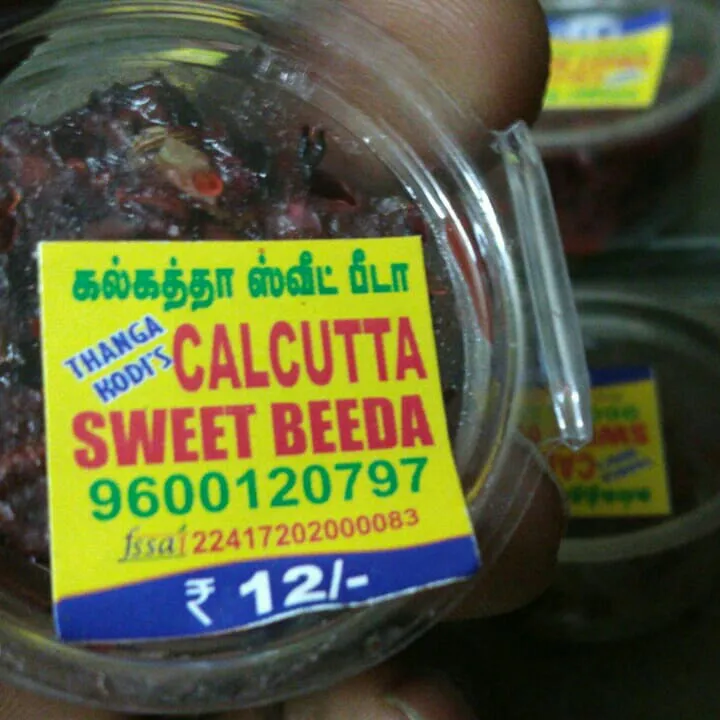 கல்கத்தா ஸ்வீட் பீடா
THANGA
KODI'S
CALCUTTA
SWEET BEEDA
9600120797
fssai 22417202000083
₹ 12/-